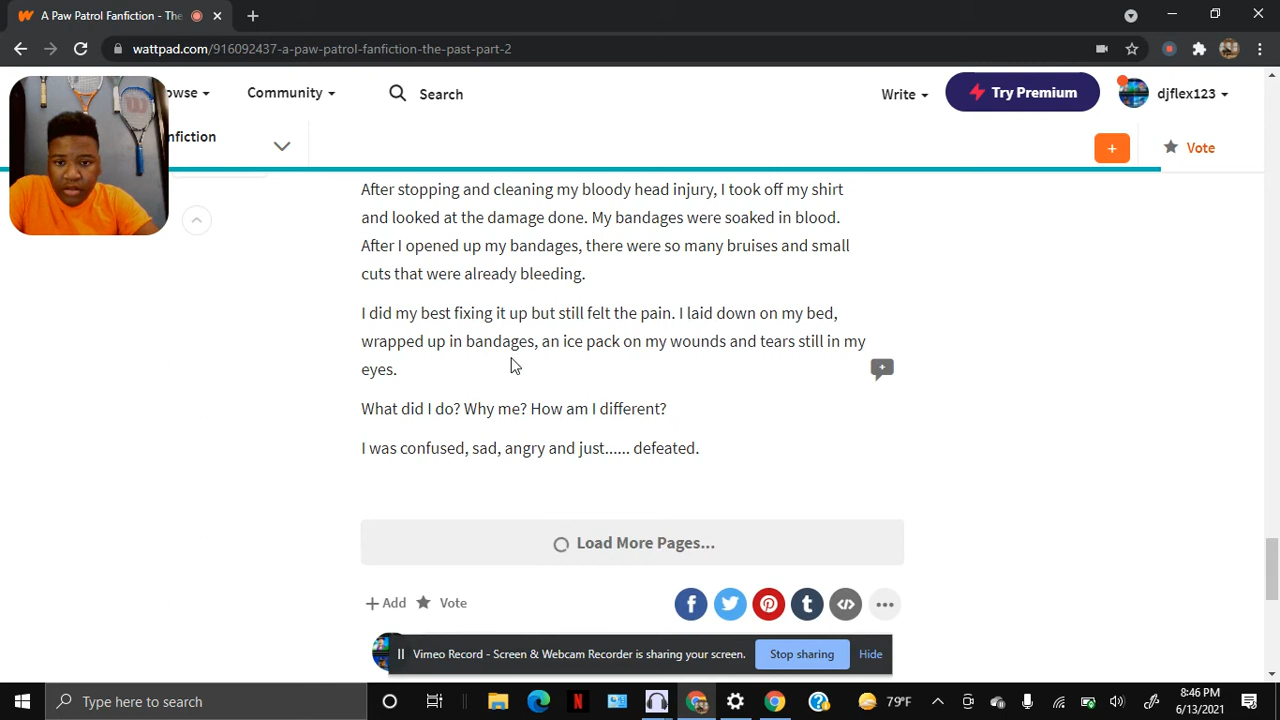 A Paw Patrol Fanfiction - The
wattpad.com/916092437-a-paw-patrol-fanfiction-the-past-part-2
owse
Community
Search
Write
Try Premium
djflex123
nfiction
+
Vote
After stopping and cleaning my bloody head injury, I took off my shirt
and looked at the damage done. My bandages were soaked in blood.
After I opened up my bandages, there were so many bruises and small
cuts that were already bleeding.
I did my best fixing it up but still felt the pain. I laid down on my bed,
wrapped up in bandages, an ice pack on my wounds and tears still in my
eyes.
What did I do? Why me? How am I different?
I was confused, sad, angry and just...... defeated.
Load More Pages...
+ Add
Vote
Vimeo Record - Screen & Webcam Recorder is sharing your screen.
Stop sharing
Hide
Type here to search
79°F
8:46 PM
6/13/2021